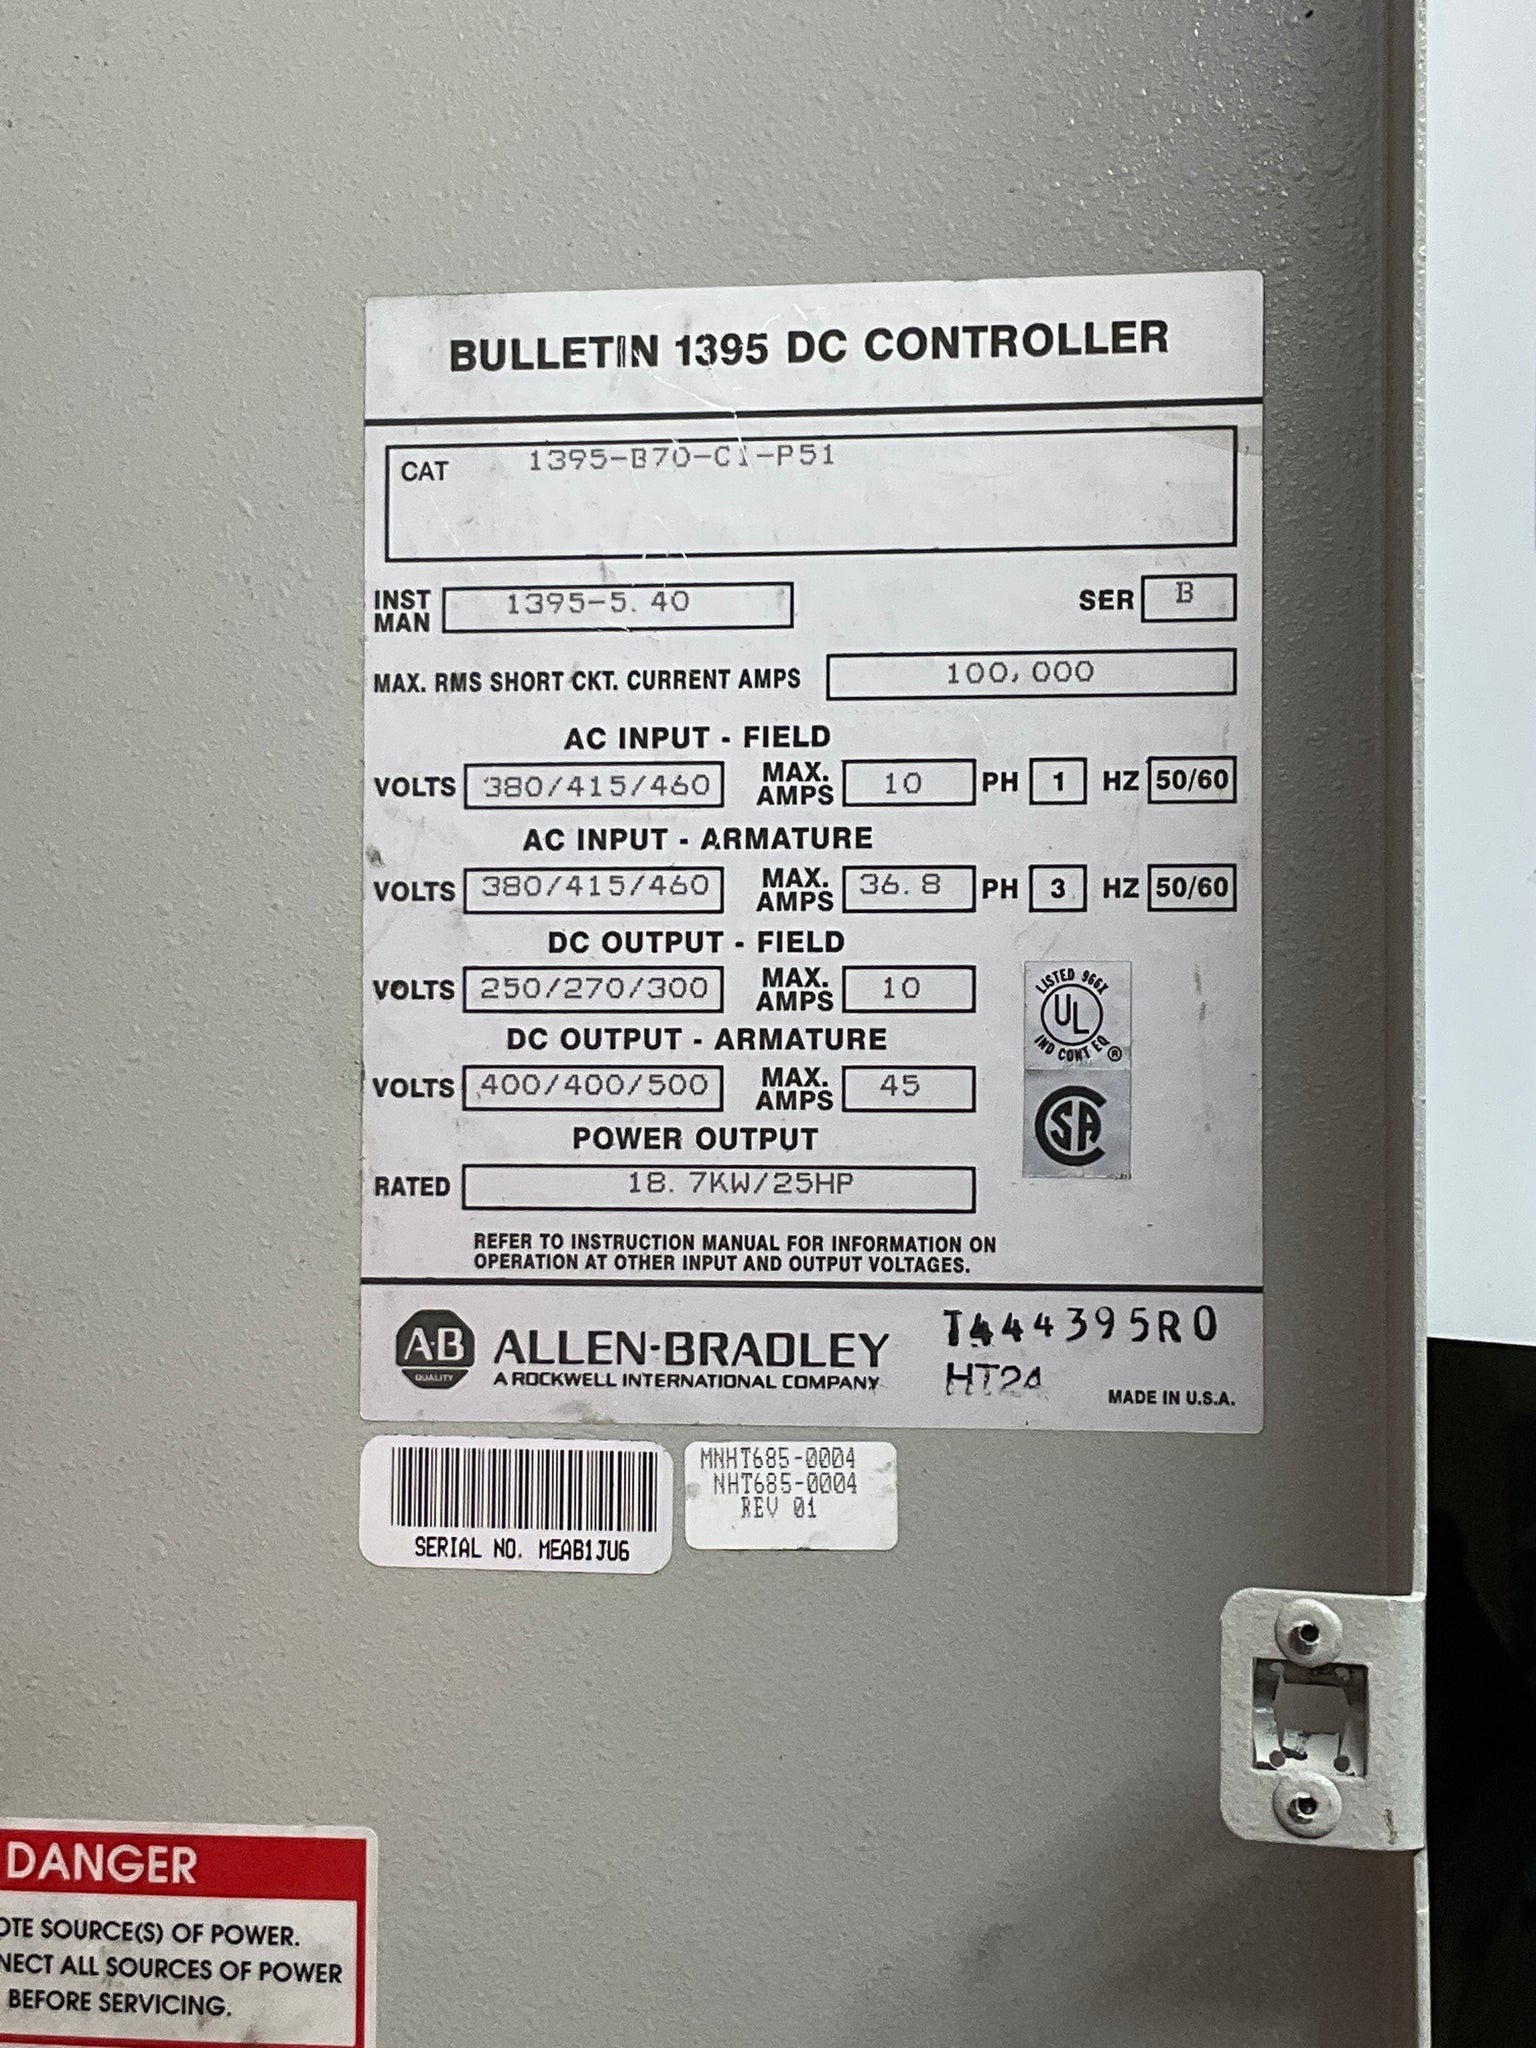 BULLETIN 1395 DC CONTROLLER
CAT 1395-B70-C1-P51
INST MAN 1395-5.40 SER B
MAX. RMS SHORT CKT. CURRENT AMPS 100,000
AC INPUT - FIELD
VOLTS 380/415/460 MAX. AMPS 10 PH 1 HZ 50/60
AC INPUT - ARMATURE
VOLTS 380/415/460 MAX. AMPS 36.8 PH 3 HZ 50/60
DC OUTPUT - FIELD
VOLTS 250/270/300 MAX. AMPS 10
LISTED 966X
UL
IND CONT EQ ®
DC OUTPUT - ARMATURE
VOLTS 400/400/500 MAX. AMPS 45
CSA
POWER OUTPUT
RATED 18.7KW/25HP
REFER TO INSTRUCTION MANUAL FOR INFORMATION ON
OPERATION AT OTHER INPUT AND OUTPUT VOLTAGES.
AB
QUALITY
ALLEN-BRADLEY
A ROCKWELL INTERNATIONAL COMPANY
T444395R0
HT24
MADE IN U.S.A.
SERIAL NO. MEAB1JU6
MNHT685-0004
NHT685-0004
REV 01
DANGER
SOURCE(S) OF POWER.
ALL SOURCES OF POWER
BEFORE SERVICING.